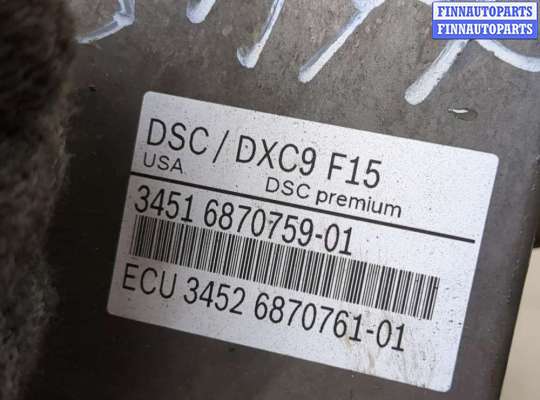 FINNAUTOPARTS
FINNAUTOPARTS
DSC / DXC9 F15
USA DSC premium
3451 6870759-01
ECU 3452 6870761-01